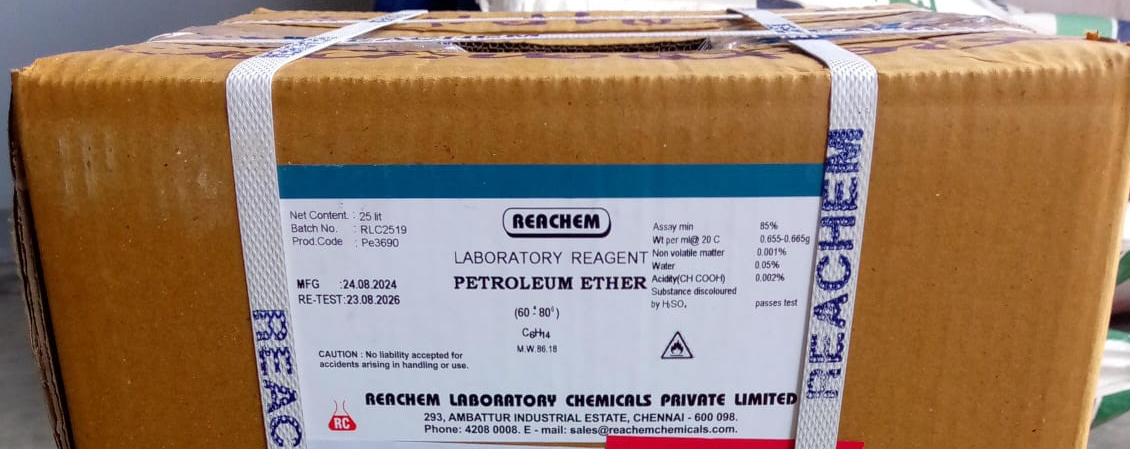 Net Content. : 25 lit
Batch No. : RLC2519
Prod.Code : Pe3690
MFG :24.08.2024
RE-TEST:23.08.2026
CAUTION : No liability accepted for
accidents arising in handling or use.
REACHEM
LABORATORY REAGENT
PETROLEUM ETHER
(60°-80°)
C6H14
M.W.86.18
Assay min 85%
Wt per ml@ 20 C 0.655-0.665g
Non volatile matter 0.001%
Water 0.05%
Acidity(CH COOH) 0.002%
Substance discoloured
by H2SO4 passes test
RC
REACHEM LABORATORY CHEMICALS PRIVATE LIMITED
293, AMBATTUR INDUSTRIAL ESTATE, CHENNAI - 600 098.
Phone: 4208 0008. E - mail: sales@reachemchemicals.com.
REAC
REACHEM